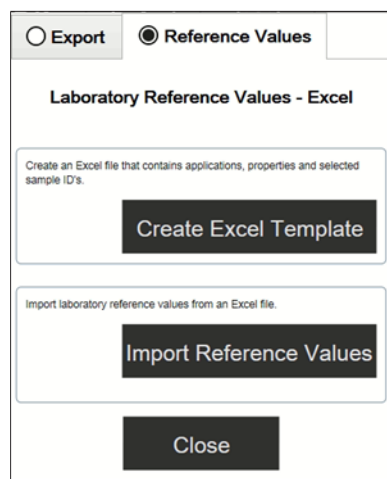 Export
Reference Values
Laboratory Reference Values - Excel
Create an Excel file that contains applications, properties and selected
sample ID's.
Create Excel Template
Import laboratory reference values from an Excel file.
Import Reference Values
Close